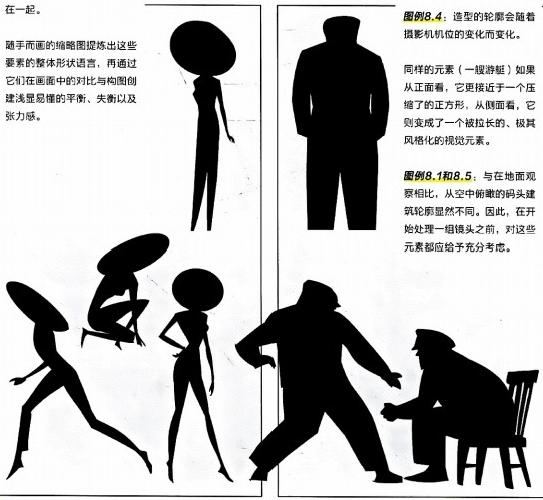 在一起。
随手而画的缩略图提炼出这些
要素的整体形状语言，再通过
它们在画面中的对比与构图创
建浅显易懂的平衡、失衡以及
张力感。
图例8.4：造型的轮廓会随着
摄影机机位的变化而变化。
同样的元素（一艘游艇）如果
从正面看，它更接近于一个压
缩了的正方形，从侧面看，它
则变成了一个被拉长的、极其
风格化的视觉元素。
图例8.1和8.5：与在地面观
察相比，从空中俯瞰的码头建
筑轮廓显然不同。因此，在开
始处理一组镜头之前，对这些
元素都应给予充分考虑。